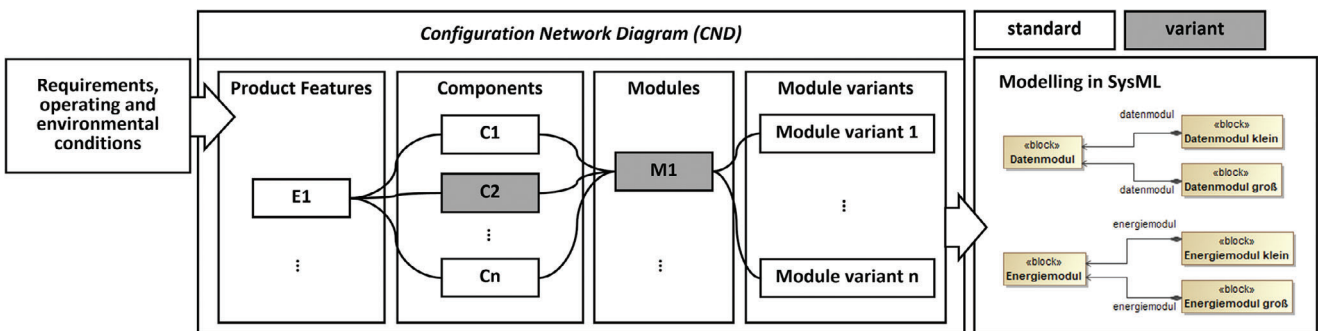 Configuration Network Diagram (CND)
standard
variant
Requirements,
operating and
environmental
conditions
Product Features
E1
⋮
Components
C1
C2
⋮
Cn
Modules
M1
⋮
Module variants
Module variant 1
⋮
Module variant n
Modelling in SysML
«block»
Datenmodul
datenmodul
«block»
Datenmodul klein
«block»
Datenmodul groß
datenmodul
«block»
Energiemodul
energiemodul
«block»
Energiemodul klein
«block»
Energiemodul groß
energiemodul